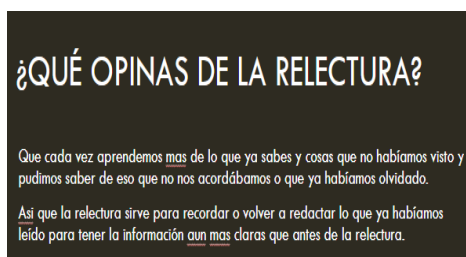 ¿QUÉ OPINAS DE LA RELECTURA?
Que cada vez aprendemos mas de lo que ya sabes y cosas que no habíamos visto y
pudimos saber de eso que no nos acordábamos o que ya habíamos olvidado.
Asi que la relectura sirve para recordar o volver a redactar lo que ya habíamos
leído para tener la información aun mas claras que antes de la relectura.